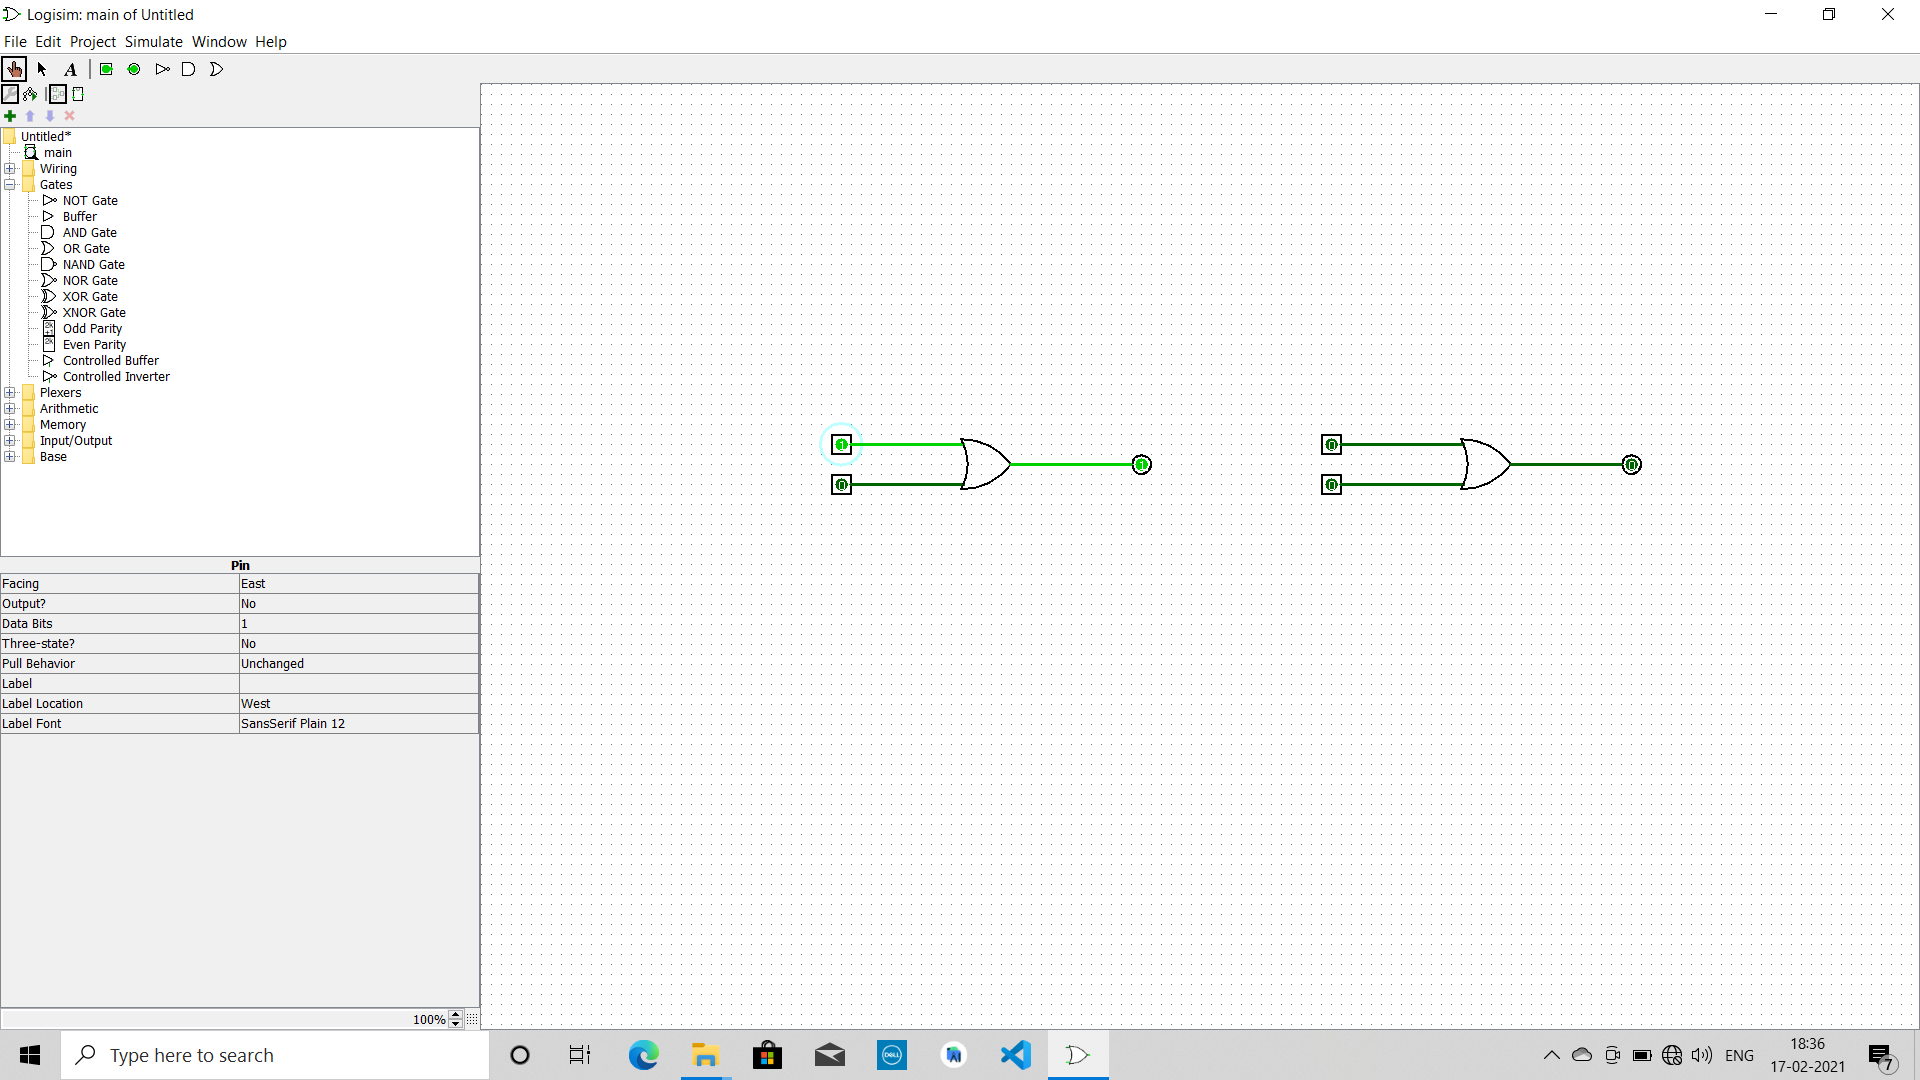 Logisim: main of Untitled
File Edit Project Simulate Window Help
A
Untitled*
main
Wiring
Gates
NOT Gate
Buffer
AND Gate
OR Gate
NAND Gate
NOR Gate
XOR Gate
XNOR Gate
Odd Parity
Even Parity
Controlled Buffer
Controlled Inverter
Plexers
Arithmetic
Memory
Input/Output
Base
1
0
1
0
0
0
Pin
Facing East
Output? No
Data Bits 1
Three-state? No
Pull Behavior Unchanged
Label
Label Location West
Label Font SansSerif Plain 12
100%
Type here to search
DELL
ENG
18:36
17-02-2021
7